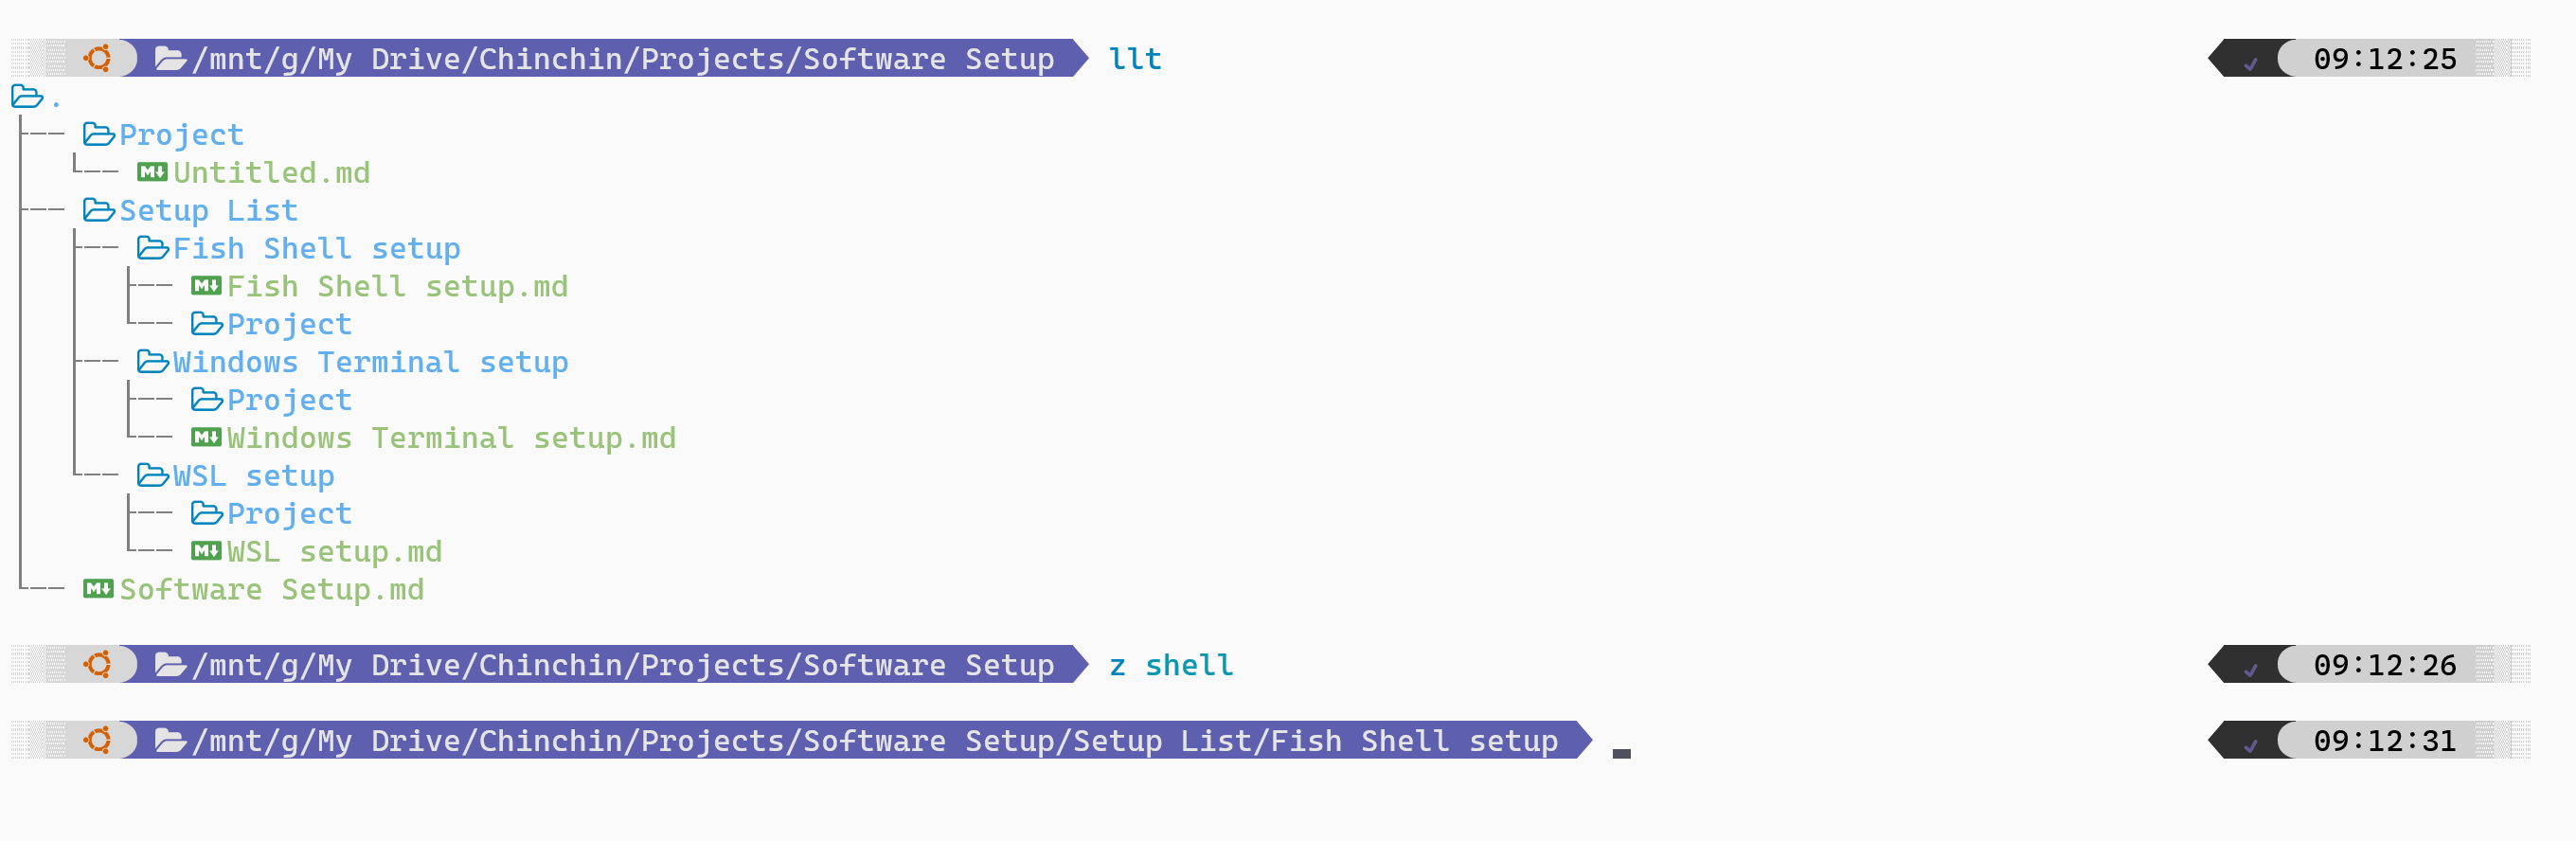 /mnt/g/My Drive/Chinchin/Projects/Software Setup llt 09:12:25
.
Project
Untitled.md
Setup List
Fish Shell setup
Fish Shell setup.md
Project
Windows Terminal setup
Project
Windows Terminal setup.md
WSL setup
Project
WSL setup.md
Software Setup.md
/mnt/g/My Drive/Chinchin/Projects/Software Setup z shell 09:12:26
/mnt/g/My Drive/Chinchin/Projects/Software Setup/Setup List/Fish Shell setup 09:12:31